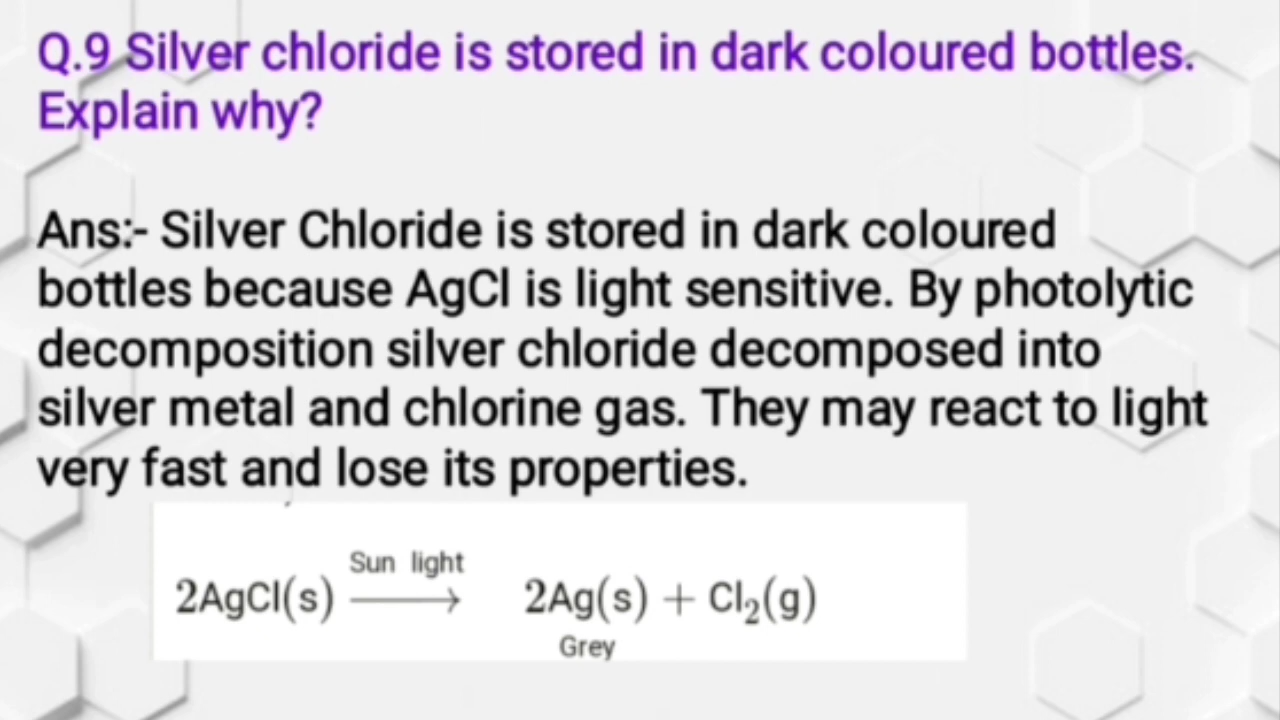 Q.9 Silver chloride is stored in dark coloured bottles.
Explain why?
Ans:- Silver Chloride is stored in dark coloured
bottles because AgCl is light sensitive. By photolytic
decomposition silver chloride decomposed into
silver metal and chlorine gas. They may react to light
very fast and lose its properties.
Sun light
2AgCl(s) ⟶ 2Ag(s) + Cl₂(g)
Grey